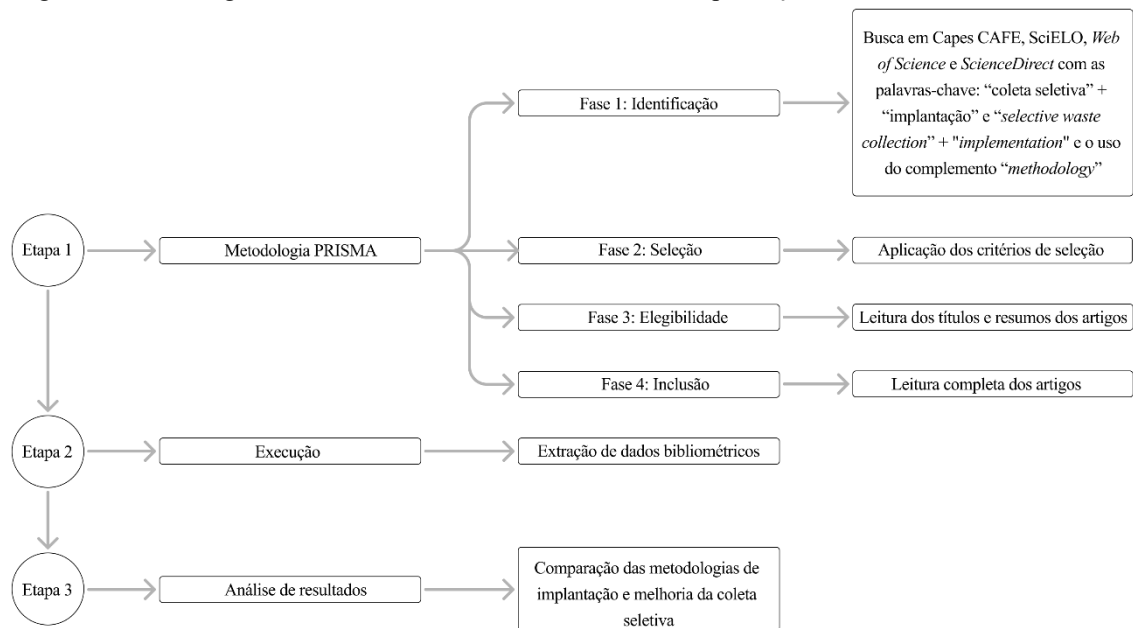 Busca em Capes CAFE, SciELO, Web
of Science e ScienceDirect com as
palavras-chave: “coleta seletiva” +
“implantação” e “selective waste
collection” + "implementation" e o uso
do complemento “methodology”
Fase 1: Identificação
Etapa 1
Metodologia PRISMA
Fase 2: Seleção
Aplicação dos critérios de seleção
Fase 3: Elegibilidade
Leitura dos títulos e resumos dos artigos
Fase 4: Inclusão
Leitura completa dos artigos
Etapa 2
Execução
Extração de dados bibliométricos
Etapa 3
Análise de resultados
Comparação das metodologias de
implantação e melhoria da coleta
seletiva